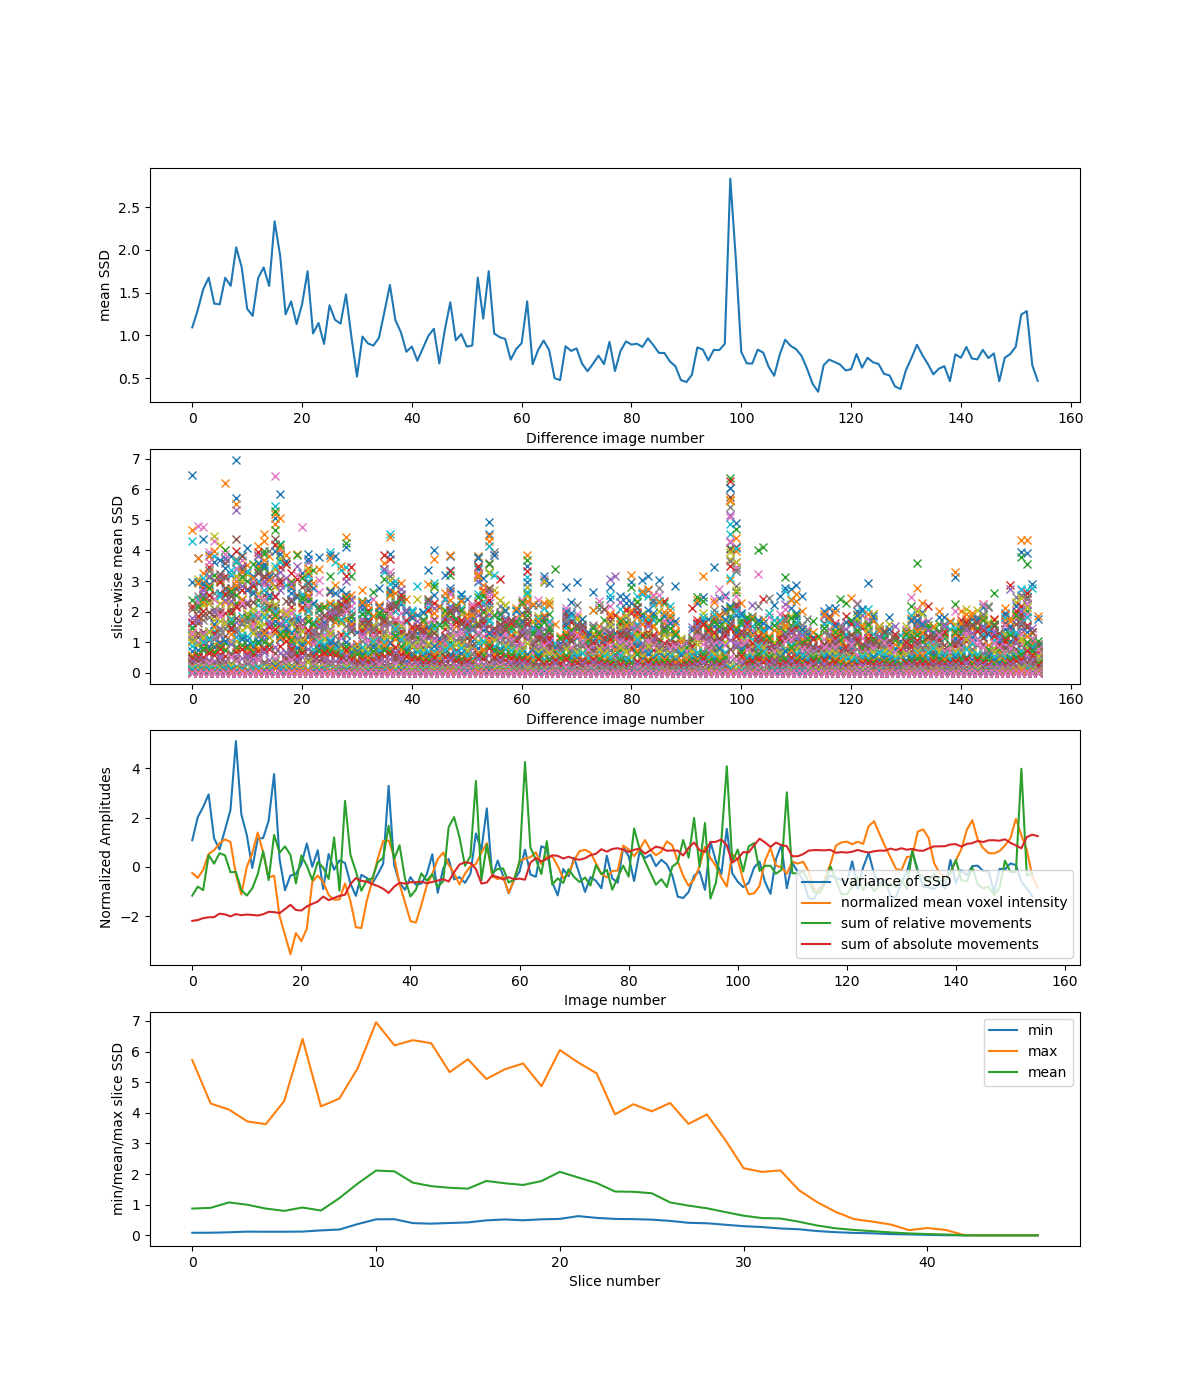 2.5
2.0
1.5
1.0
0.5
mean SSD
0 20 40 60 80 100 120 140 160
Difference image number
7
6
5
4
3
2
1
0
slice-wise mean SSD
0 20 40 60 80 100 120 140 160
Difference image number
4
2
0
−2
Normalized Amplitudes
variance of SSD
normalized mean voxel intensity
sum of relative movements
sum of absolute movements
0 20 40 60 80 100 120 140 160
Image number
7
6
5
4
3
2
1
0
min/mean/max slice SSD
min
max
mean
0 10 20 30 40
Slice number